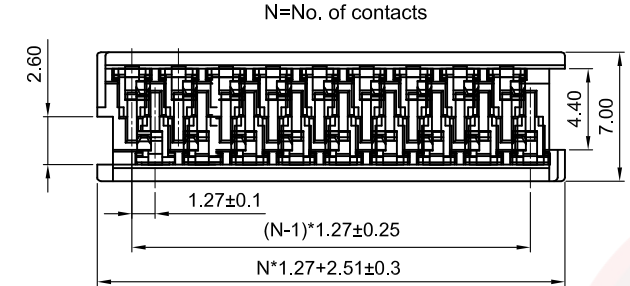 N=No. of contacts
2.60
4.40
7.00
1.27±0.1
(N-1)*1.27±0.25
N*1.27+2.51±0.3